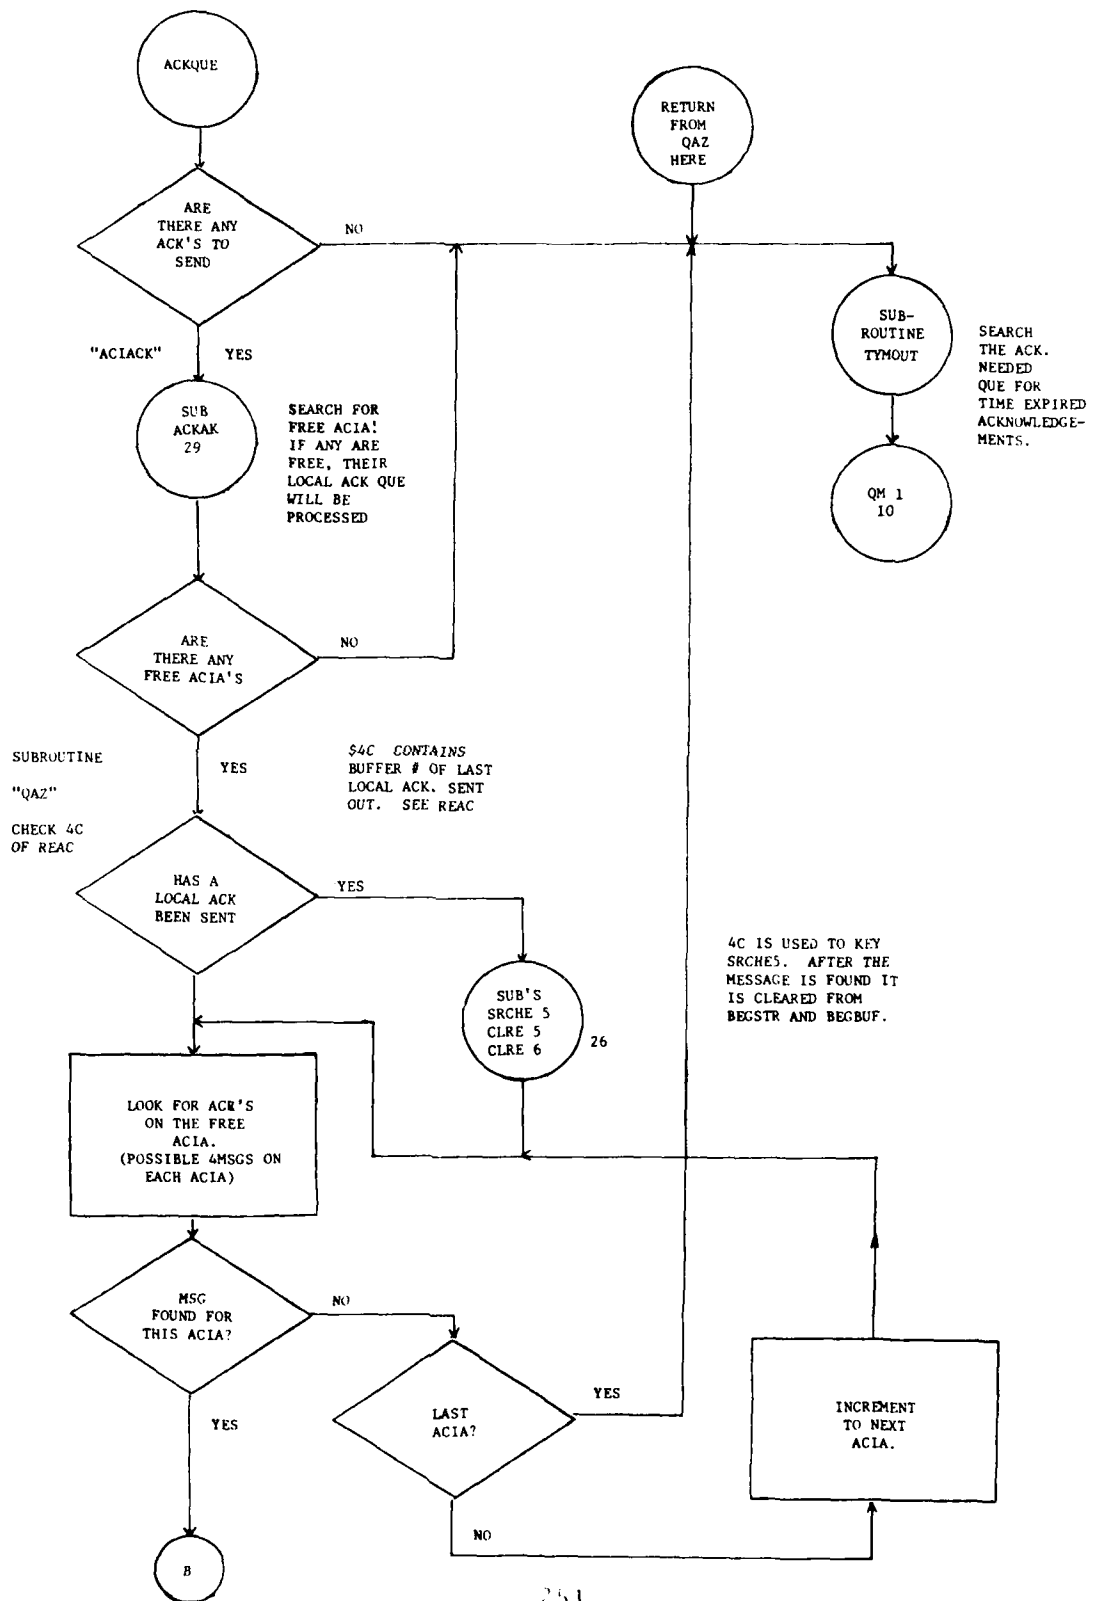 ACKQUE
RETURN
FROM
QAZ
HERE
ARE
THERE ANY
ACK'S TO
SEND
NO
"ACIACK"
YES
SUB-
ROUTINE
TYMOUT
SEARCH
THE ACK.
NEEDED
QUE FOR
TIME EXPIRED
ACKNOWLEDGE-
MENTS.
SUB
ACKAK
29
SEARCH FOR
FREE ACIA!
IF ANY ARE
FREE, THEIR
LOCAL ACK QUE
WILL BE
PROCESSED
QM 1
10
ARE
THERE ANY
FREE ACIA'S
NO
SUBROUTINE
"QAZ"
CHECK 4C
OF REAC
YES
$4C CONTAINS
BUFFER # OF LAST
LOCAL ACK. SENT
OUT. SEE REAC
HAS A
LOCAL ACK
BEEN SENT
YES
SUB'S
SRCHE 5
CLRE 5
CLRE 6
26
4C IS USED TO KEY
SRCHE5. AFTER THE
MESSAGE IS FOUND IT
IS CLEARED FROM
BEGSTR AND BEGBUF.
LOOK FOR ACK'S
ON THE FREE
ACIA.
(POSSIBLE 4MSGS ON
EACH ACIA)
MSG
FOUND FOR
THIS ACIA?
NO
YES
LAST
ACIA?
YES
NO
INCREMENT
TO NEXT
ACIA.
B